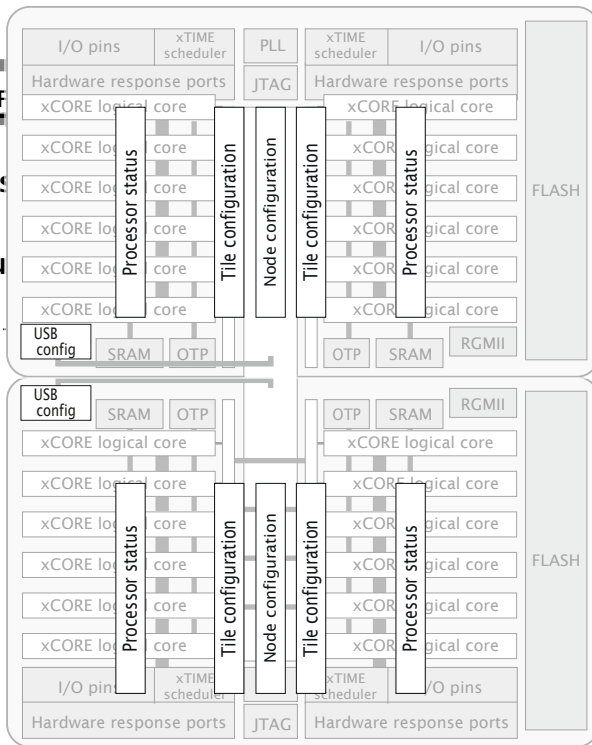 I/O pins
xTIME
scheduler
PLL
xTIME
scheduler
I/O pins
Hardware response ports
JTAG
Hardware response ports
xCORE logical core
xCORE logical core
xCORE logical core
xCORE logical core
xCORE logical core
xCORE logical core
Processor status
Tile configuration
Node configuration
Tile configuration
Processor status
xCORE logical core
xCORE logical core
xCORE logical core
xCORE logical core
xCORE logical core
xCORE logical core
FLASH
USB
config
SRAM
OTP
OTP
SRAM
RGMII
USB
config
SRAM
OTP
OTP
SRAM
RGMII
xCORE logical core
xCORE logical core
xCORE logical core
xCORE logical core
xCORE logical core
xCORE logical core
Processor status
Tile configuration
Node configuration
Tile configuration
Processor status
xCORE logical core
xCORE logical core
xCORE logical core
xCORE logical core
xCORE logical core
xCORE logical core
FLASH
I/O pins
xTIME
scheduler
xTIME
scheduler
I/O pins
Hardware response ports
JTAG
Hardware response ports